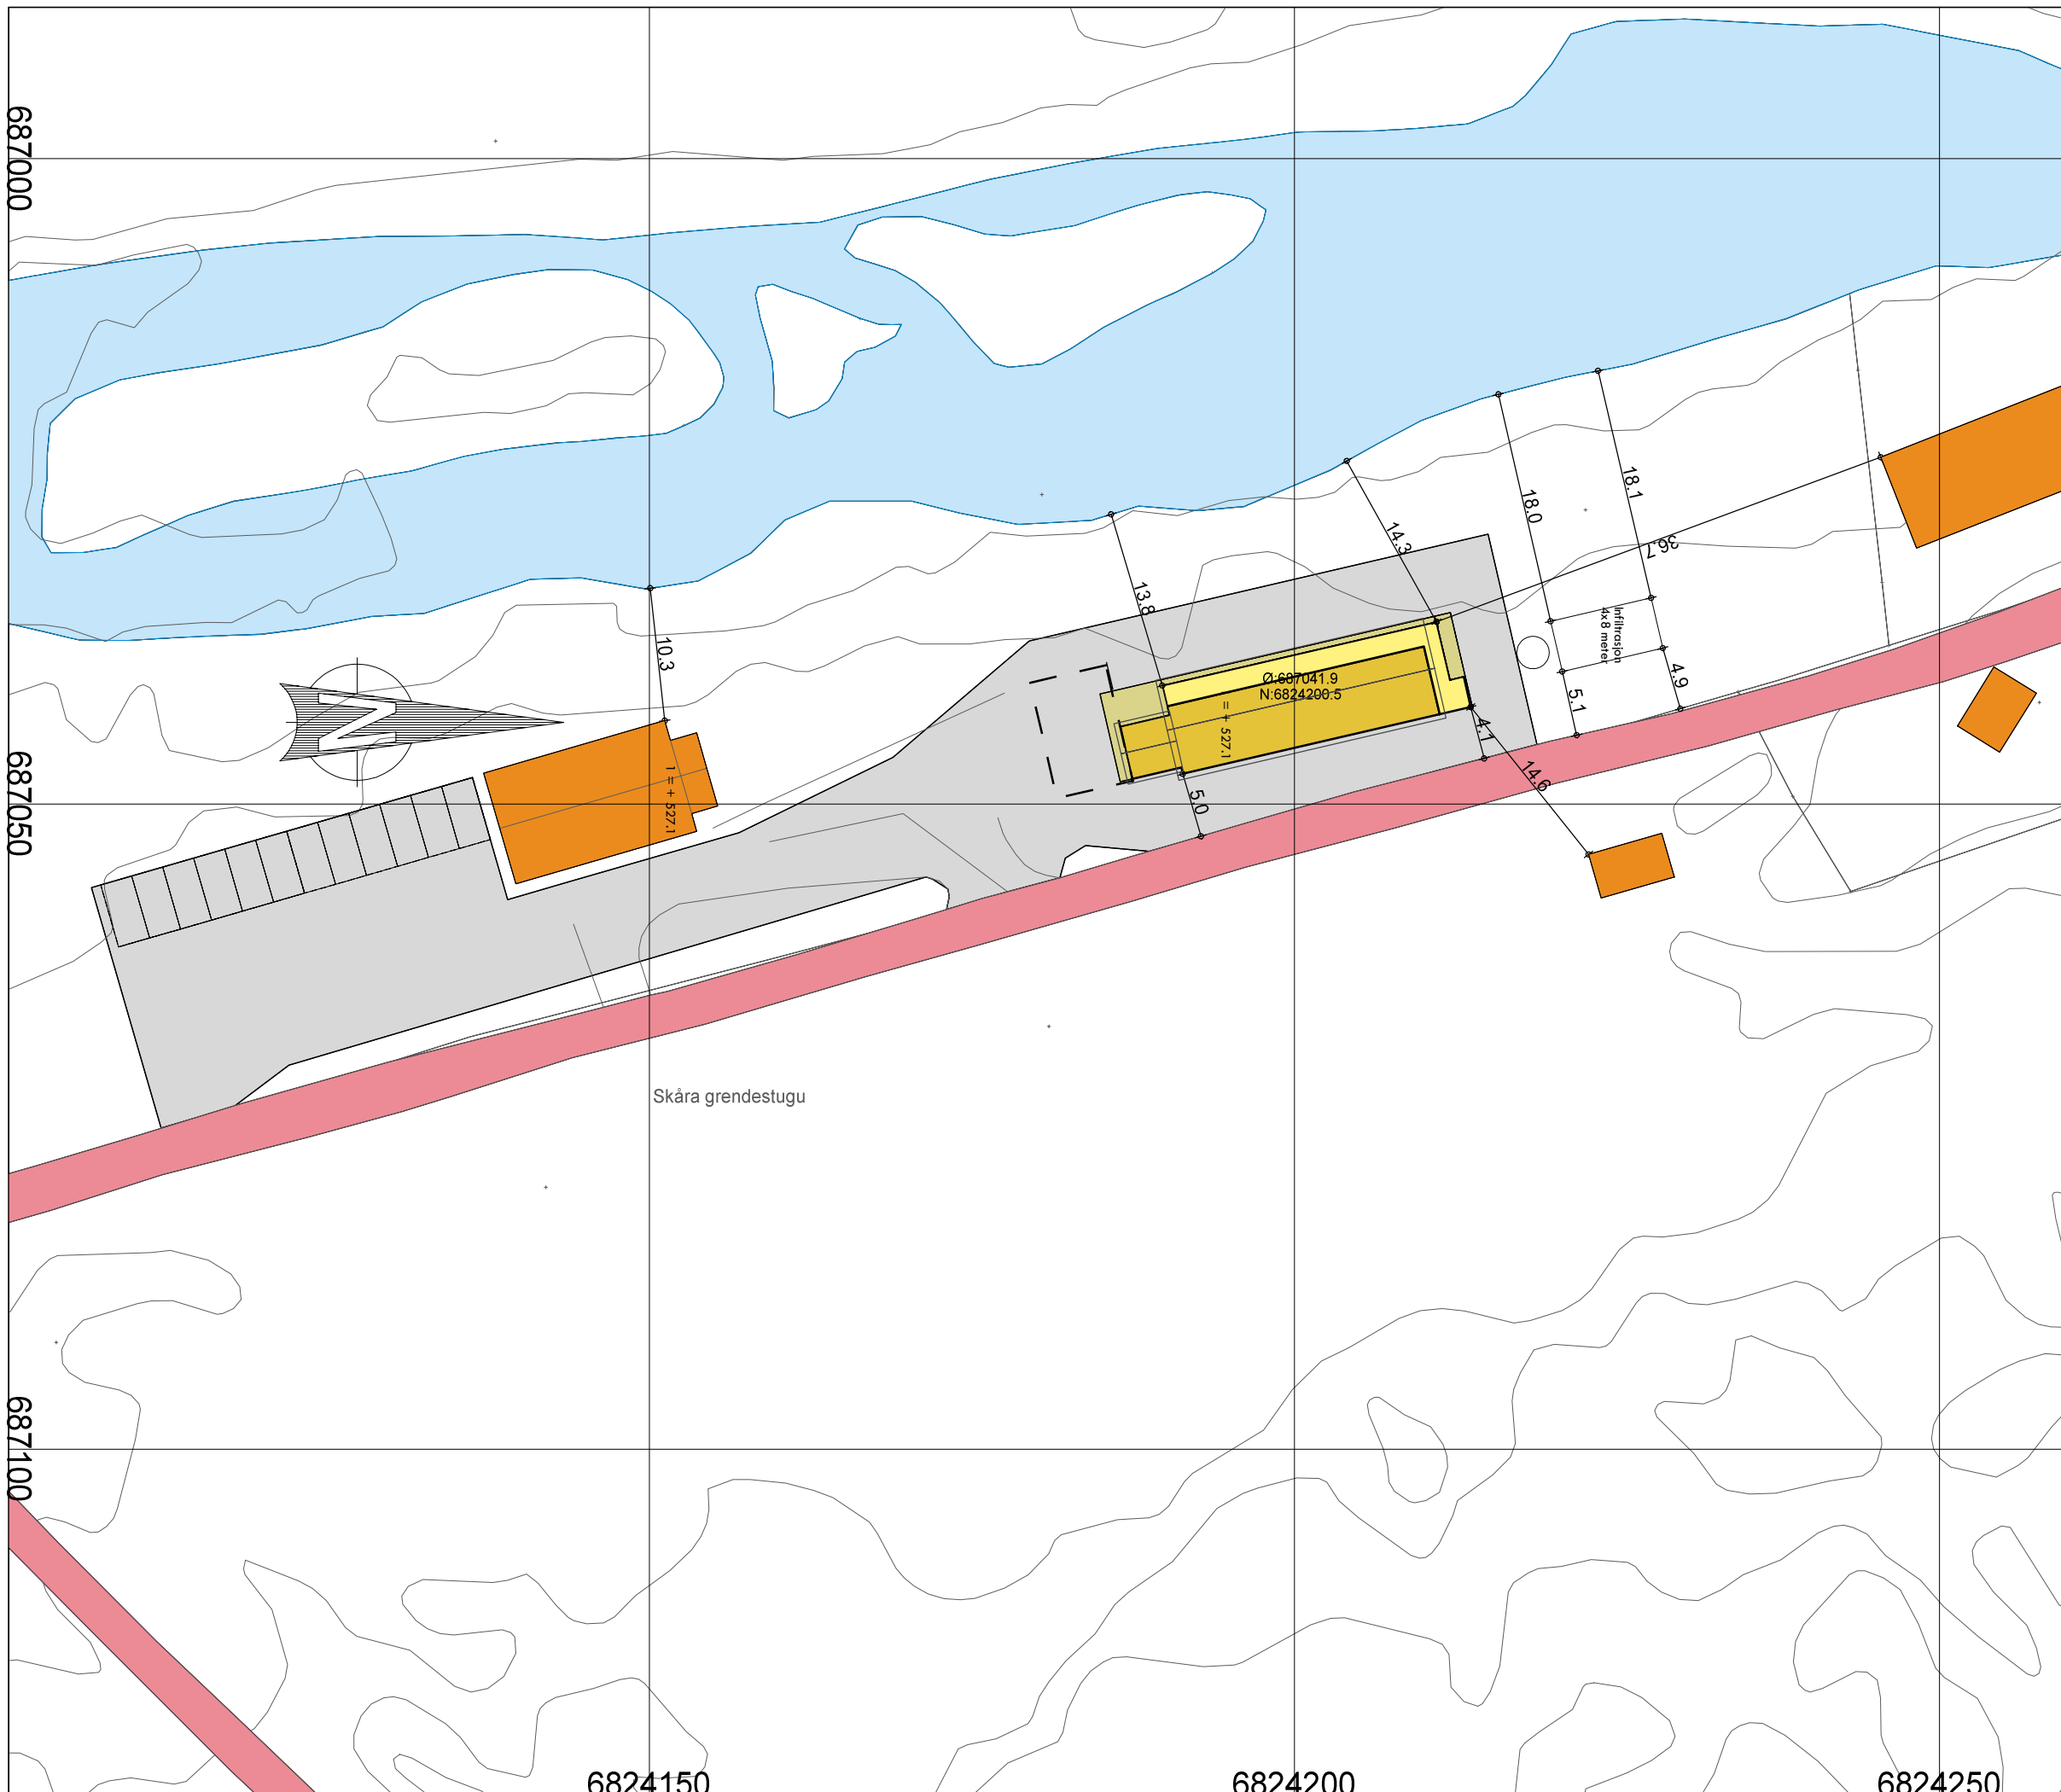 687000
18.1
18.0
36.7
14.3
13.8
10.3
Infiltrasjon
4x8 meter
4.9
5.1
Ø:687041.9
N:6824200.5
1 = + 527.1
4.1
14.6
5.0
N
1 = + 527.1
687050
Skåra grendestugu
687100
6824150
6824200
6824250